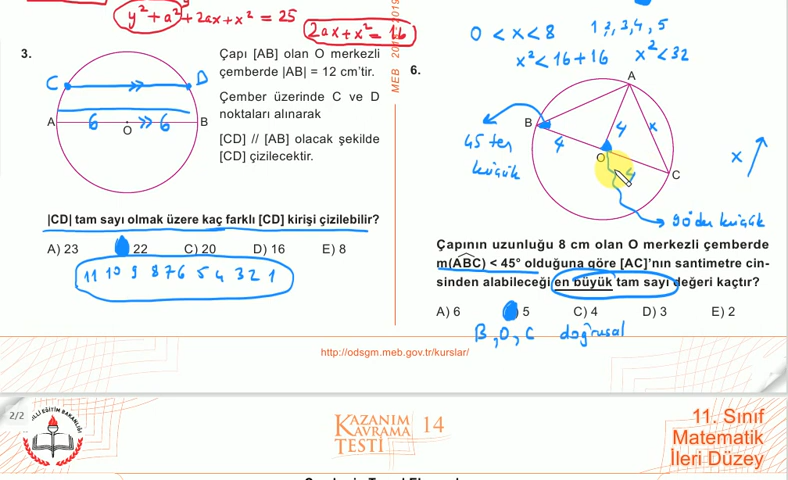 y² + a² + 2ax + x² = 25
2ax + x² = 16
MEB 2018 - 2019
3.
C
D
A
6
O
6
B
Çapı [AB] olan O merkezli
çemberde |AB| = 12 cm'tir.
Çember üzerinde C ve D
noktaları alınarak
[CD] // [AB] olacak şekilde
[CD] çizilecektir.
|CD| tam sayı olmak üzere kaç farklı [CD] kirişi çizilebilir?
A) 23
22
C) 20
D) 16
E) 8
11 10 9 8 7 6 5 4 3 2 1
0 < x < 8
1, 2, 3, 4, 5
x² < 16 + 16
x² < 32
6.
A
B
4
4
x
O
4
C
45 ten
küçük
x
90 dan küçük
Çapının uzunluğu 8 cm olan O merkezli çemberde
m(ABC) < 45° olduğuna göre [AC]'nın santimetre cin-
sinden alabileceği en büyük tam sayı değeri kaçtır?
A) 6
5
C) 4
D) 3
E) 2
B, O, C doğrusal
http://odsgm.meb.gov.tr/kurslar/
2/2
KAZANIM
KAVRAMA
TESTİ
14
11. Sınıf
Matematik
İleri Düzey